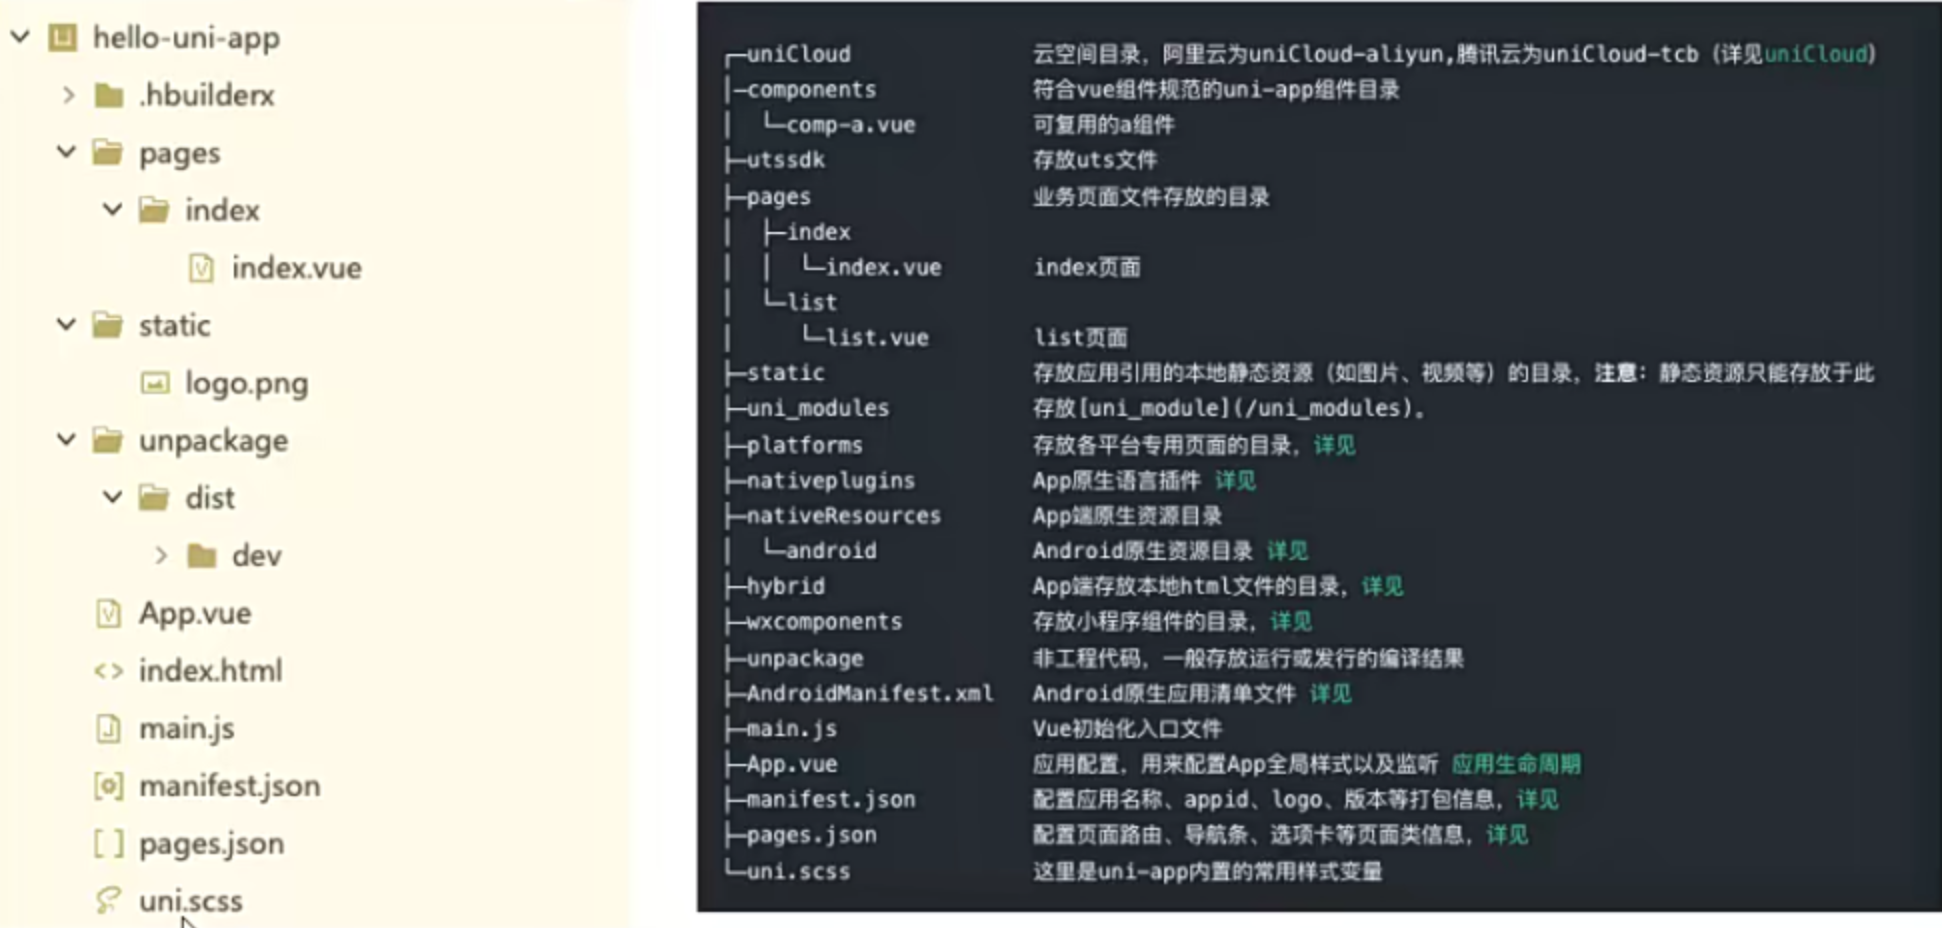 hello-uni-app
.hbuilderx
pages
index
index.vue
static
logo.png
unpackage
dist
dev
App.vue
index.html
main.js
manifest.json
pages.json
uni.scss
┌─uniCloud 云空间目录，阿里云为uniCloud-aliyun,腾讯云为uniCloud-tcb（详见uniCloud）
│─components 符合vue组件规范的uni-app组件目录
│ └─comp-a.vue 可复用的a组件
├─utssdk 存放uts文件
├─pages 业务页面文件存放的目录
│ ├─index
│ │ └─index.vue index页面
│ └─list
│ └─list.vue list页面
├─static 存放应用引用的本地静态资源（如图片、视频等）的目录，注意：静态资源只能存放于此
├─uni_modules 存放[uni_module](/uni_modules)。
├─platforms 存放各平台专用页面的目录，详见
├─nativeplugins App原生语言插件 详见
├─nativeResources App端原生资源目录
│ └─android Android原生资源目录 详见
├─hybrid App端存放本地html文件的目录，详见
├─wxcomponents 存放小程序组件的目录，详见
├─unpackage 非工程代码，一般存放运行或发行的编译结果
├─AndroidManifest.xml Android原生应用清单文件 详见
├─main.js Vue初始化入口文件
├─App.vue 应用配置，用来配置App全局样式以及监听 应用生命周期
├─manifest.json 配置应用名称、appid、logo、版本等打包信息，详见
├─pages.json 配置页面路由、导航条、选项卡等页面类信息，详见
└─uni.scss 这里是uni-app内置的常用样式变量